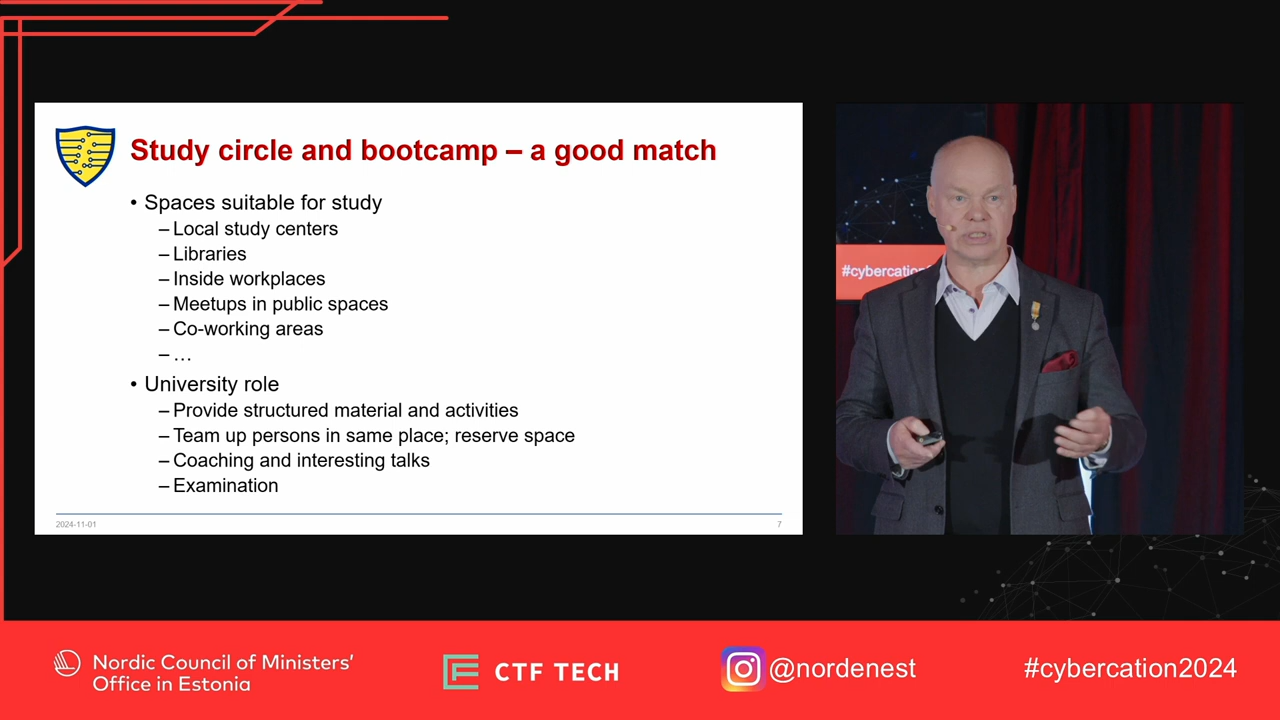 Study circle and bootcamp – a good match
• Spaces suitable for study
– Local study centers
– Libraries
– Inside workplaces
– Meetups in public spaces
– Co-working areas
– …
• University role
– Provide structured material and activities
– Team up persons in same place; reserve space
– Coaching and interesting talks
– Examination
2024-11-01
7
#cybercation
Nordic Council of Ministers'
Office in Estonia
CTF TECH
@nordenest
#cybercation2024